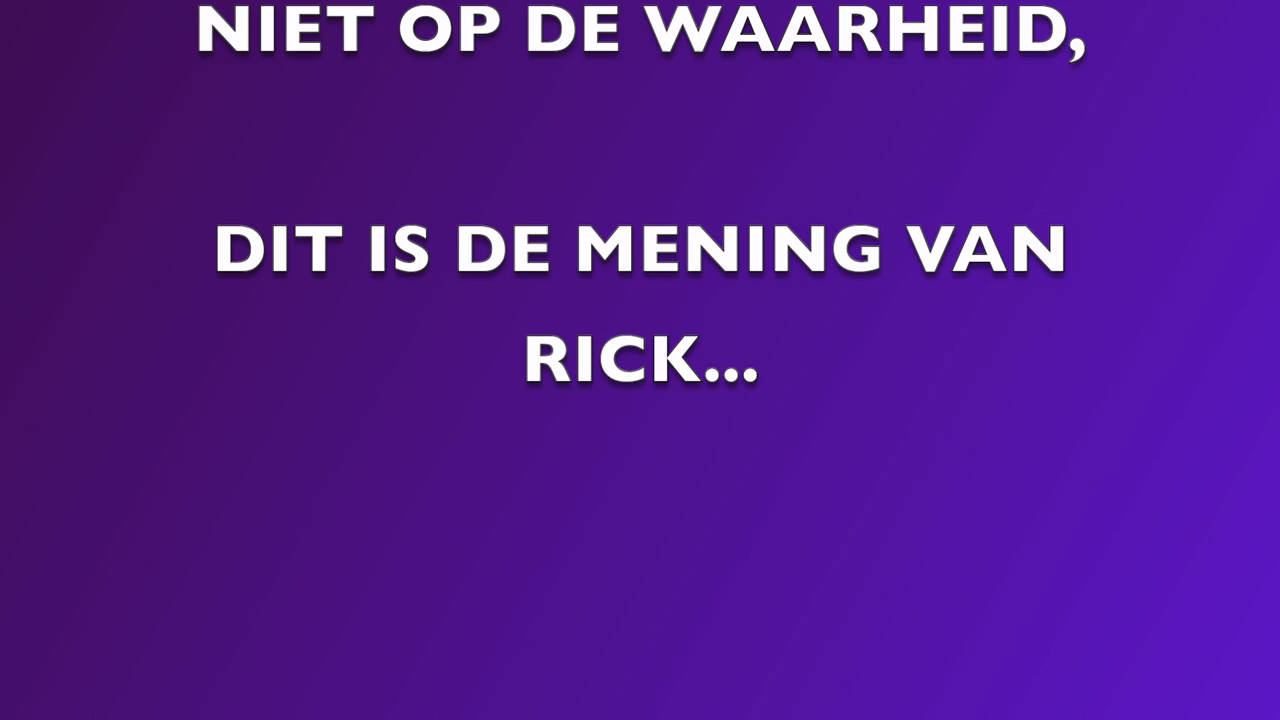 NIET OP DE WAARHEID,
DIT IS DE MENING VAN
RICK...